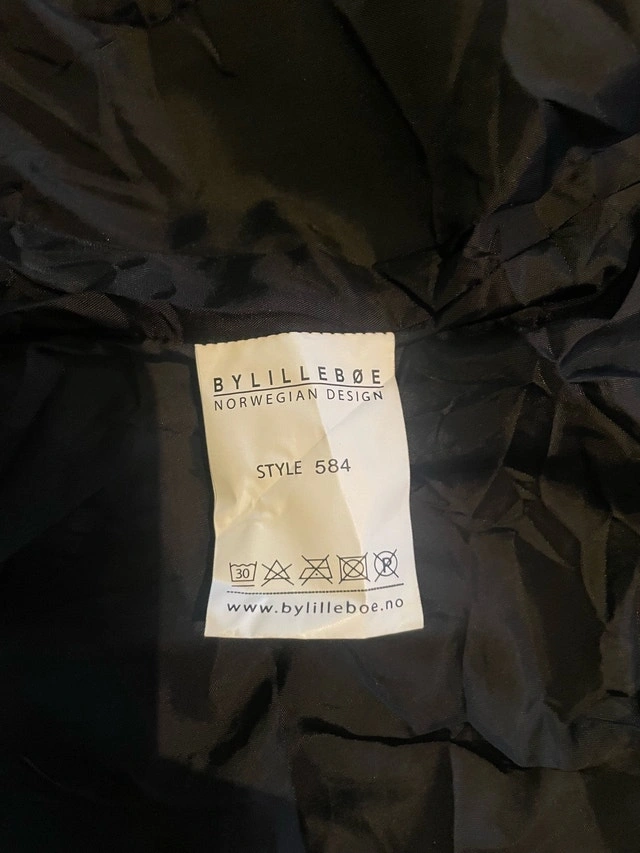 BYLILLEBØE
NORWEGIAN DESIGN
STYLE 584
30 P
www.bylilleboe.no